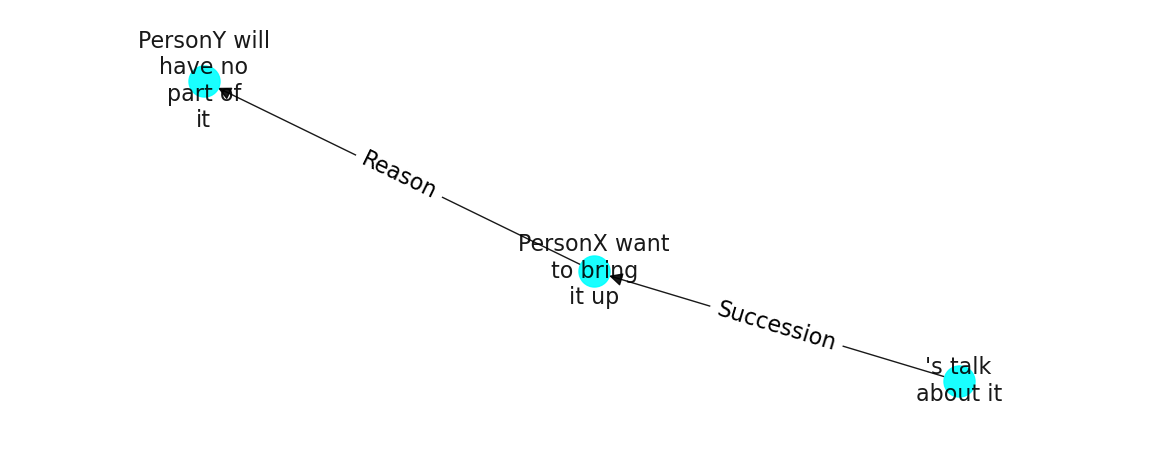 PersonY will
have no
part of
it
Reason
PersonX want
to bring
it up
Succession
's talk
about it